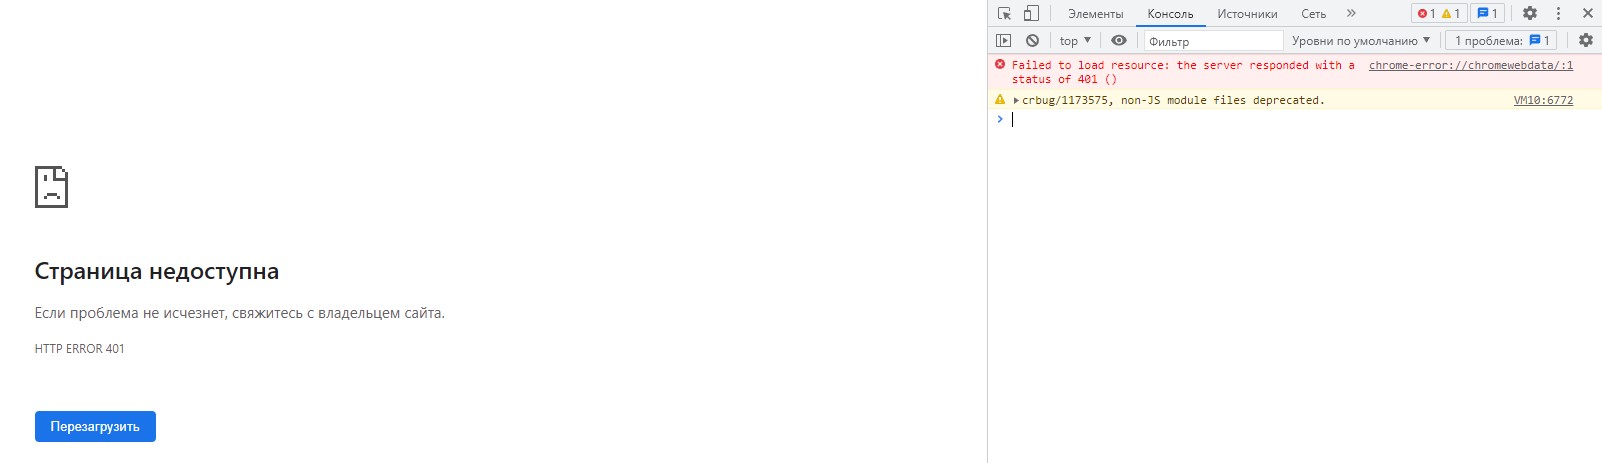 Страница недоступна
Если проблема не исчезнет, свяжитесь с владельцем сайта.
HTTP ERROR 401
Перезагрузить
Элементы Консоль Источники Сеть » 1 1 1
top ▼ Фильтр Уровни по умолчанию ▼ 1 проблема: 1
Failed to load resource: the server responded with a chrome-error://chromewebdata/:1
status of 401 ()
crbug/1173575, non-JS module files deprecated. VM10:6772